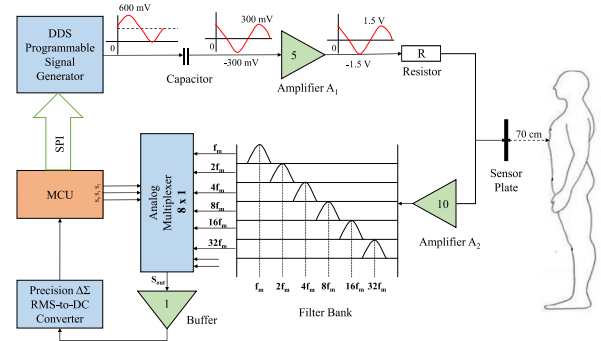 600 mV
0
DDS
Programmable
Signal
Generator
Capacitor
300 mV
0
-300 mV
5
Amplifier A1
1.5 V
0
-1.5 V
R
Resistor
70 cm
Sensor
Plate
SPI
MCU
S0 S1 S2
Analog
Multiplexer
8 x 1
fm
2fm
4fm
8fm
16fm
32fm
10
Amplifier A2
fm 2fm 4fm 8fm 16fm 32fm
Filter Bank
Sout
1
Buffer
Precision ΔΣ
RMS-to-DC
Converter